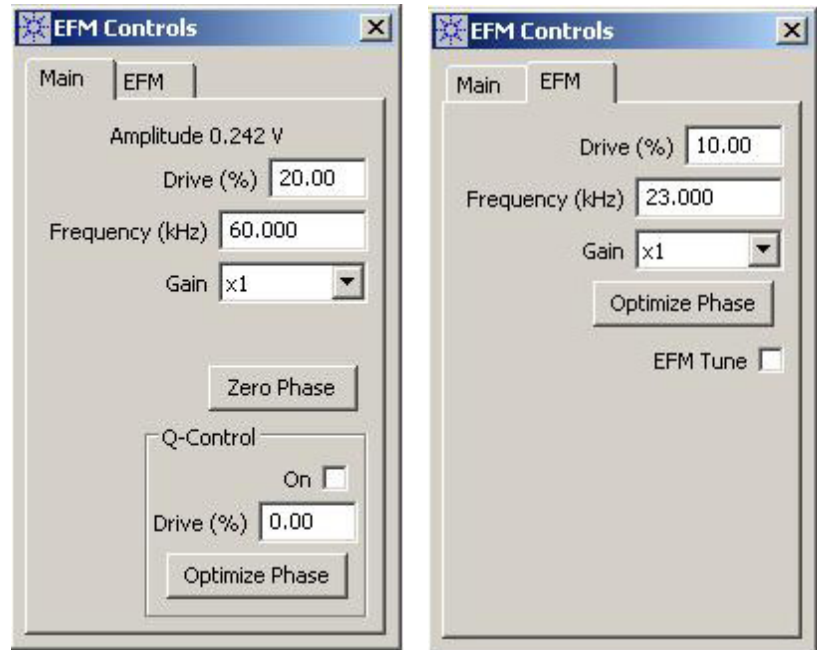 EFM Controls
Main EFM
Amplitude 0.242 V
Drive (%) 20.00
Frequency (kHz) 60.000
Gain x1
Zero Phase
Q-Control
On
Drive (%) 0.00
Optimize Phase
EFM Controls
Main EFM
Drive (%) 10.00
Frequency (kHz) 23.000
Gain x1
Optimize Phase
EFM Tune